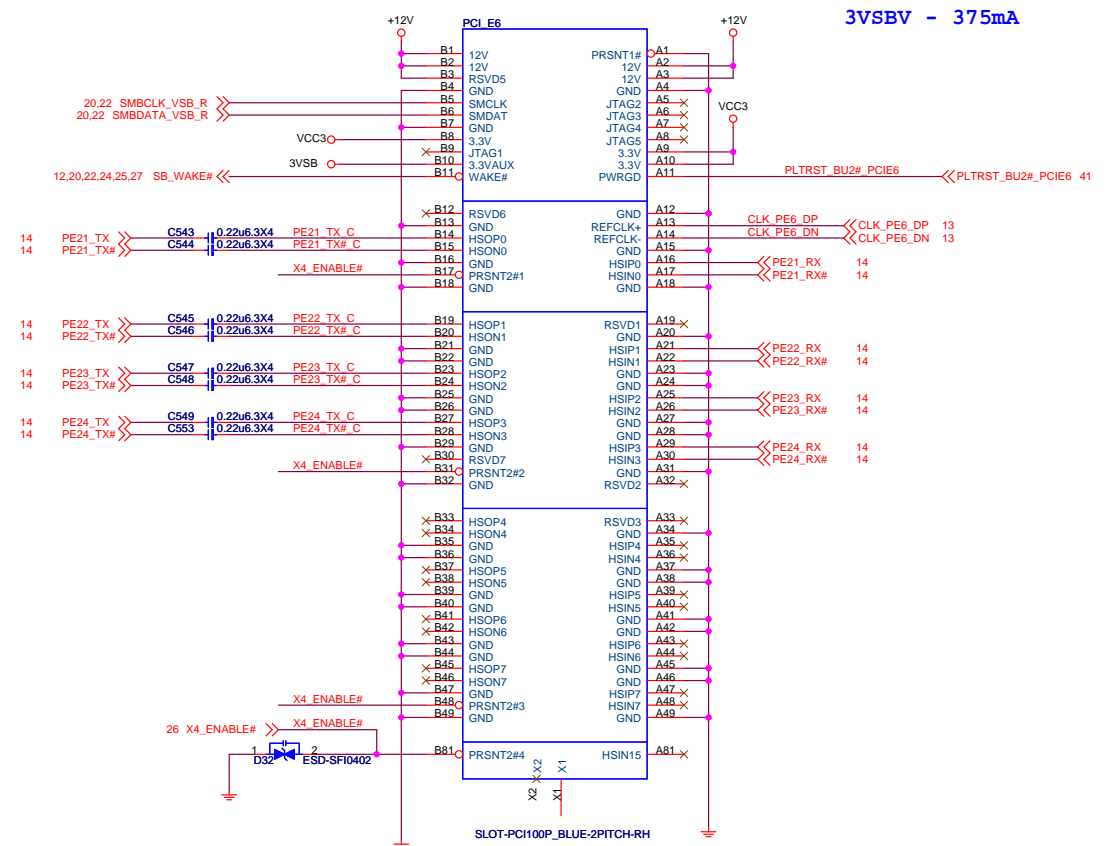 3VSBV - 375mA
+12V
PCI_E6
+12V
B1 12V PRSNT1# A1
B2 12V 12V A2
B3 RSVD5 12V A3
B4 GND GND A4
20,22 SMBCLK_VSB_R B5 SMCLK JTAG2 A5
20,22 SMBDATA_VSB_R B6 SMDAT JTAG3 A6
VCC3
B7 GND JTAG4 A7
VCC3 B8 3.3V JTAG5 A8
B9 JTAG1 3.3V A9
3VSB B10 3.3VAUX 3.3V A10
12,20,22,24,25,27 SB_WAKE# B11 WAKE# PWRGD A11 PLTRST_BU2#_PCIE6 PLTRST_BU2#_PCIE6 41
B12 RSVD6 GND A12
B13 GND REFCLK+ A13 CLK_PE6_DP CLK_PE6_DP 13
14 PE21_TX C543 0.22u6.3X4 PE21_TX_C B14 HSOP0 REFCLK- A14 CLK_PE6_DN CLK_PE6_DN 13
14 PE21_TX# C544 0.22u6.3X4 PE21_TX#_C B15 HSON0 GND A15
B16 GND HSIP0 A16 PE21_RX 14
X4_ENABLE# B17 PRSNT2#1 HSIN0 A17 PE21_RX# 14
B18 GND GND A18
14 PE22_TX C545 0.22u6.3X4 PE22_TX_C B19 HSOP1 RSVD1 A19
14 PE22_TX# C546 0.22u6.3X4 PE22_TX#_C B20 HSON1 GND A20
B21 GND HSIP1 A21 PE22_RX 14
B22 GND HSIN1 A22 PE22_RX# 14
14 PE23_TX C547 0.22u6.3X4 PE23_TX_C B23 HSOP2 GND A23
14 PE23_TX# C548 0.22u6.3X4 PE23_TX#_C B24 HSON2 GND A24
B25 GND HSIP2 A25 PE23_RX 14
B26 GND HSIN2 A26 PE23_RX# 14
14 PE24_TX C549 0.22u6.3X4 PE24_TX_C B27 HSOP3 GND A27
14 PE24_TX# C553 0.22u6.3X4 PE24_TX#_C B28 HSON3 GND A28
B29 GND HSIP3 A29 PE24_RX 14
B30 RSVD7 HSIN3 A30 PE24_RX# 14
X4_ENABLE# B31 PRSNT2#2 GND A31
B32 GND RSVD2 A32
B33 HSOP4 RSVD3 A33
B34 HSON4 GND A34
B35 GND HSIP4 A35
B36 GND HSIN4 A36
B37 HSOP5 GND A37
B38 HSON5 GND A38
B39 GND HSIP5 A39
B40 GND HSIN5 A40
B41 HSOP6 GND A41
B42 HSON6 GND A42
B43 GND HSIP6 A43
B44 GND HSIN6 A44
B45 HSOP7 GND A45
B46 HSON7 GND A46
B47 GND HSIP7 A47
X4_ENABLE# B48 PRSNT2#3 HSIN7 A48
B49 GND GND A49
26 X4_ENABLE# X4_ENABLE#
1 2 B81 PRSNT2#4 HSIN15 A81
D32 ESD-SFI0402
X2 X1
X2 X1
SLOT-PCI100P_BLUE-2PITCH-RH